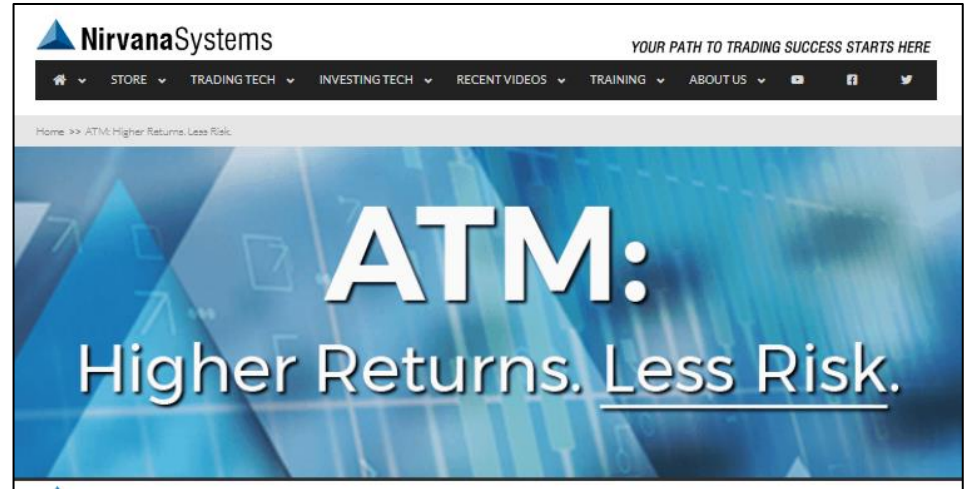 NirvanaSystems
YOUR PATH TO TRADING SUCCESS STARTS HERE
STORE TRADING TECH INVESTING TECH RECENT VIDEOS TRAINING ABOUT US
Home >> ATM: Higher Returns. Less Risk.
ATM:
Higher Returns. Less Risk.